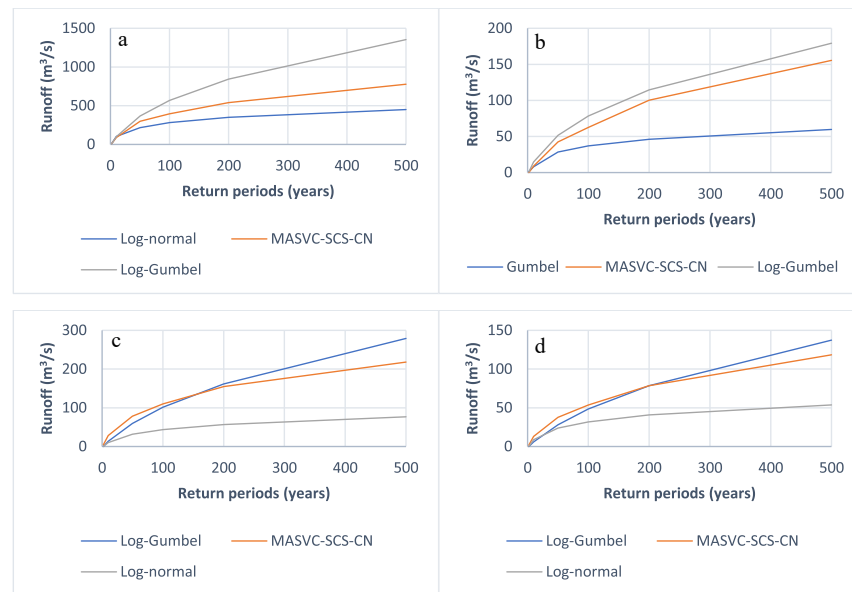 a
Runoff (m³/s)
1500
1000
500
0
0 100 200 300 400 500
Return periods (years)
Log-normal MASVC-SCS-CN
Log-Gumbel
b
Runoff (m³/s)
200
150
100
50
0
0 100 200 300 400 500
Return periods (years)
Gumbel MASVC-SCS-CN Log-Gumbel
c
Runoff (m³/s)
300
200
100
0
0 100 200 300 400 500
Return periods (years)
Log-Gumbel MASVC-SCS-CN
Log-normal
d
Runoff (m³/s)
150
100
50
0
0 100 200 300 400 500
Return periods (years)
Log-Gumbel MASVC-SCS-CN
Log-normal